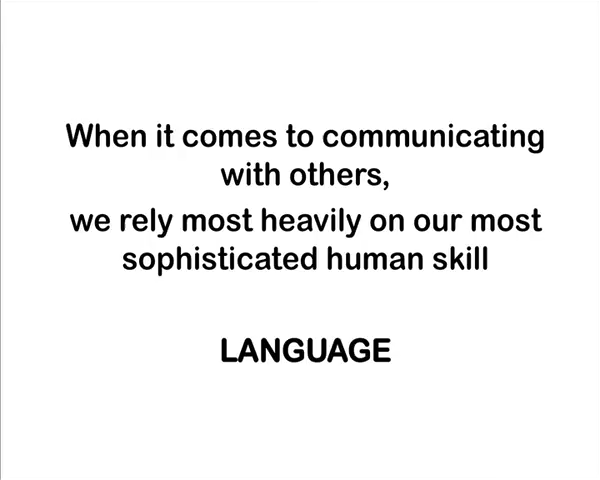 When it comes to communicating
with others,
we rely most heavily on our most
sophisticated human skill
LANGUAGE